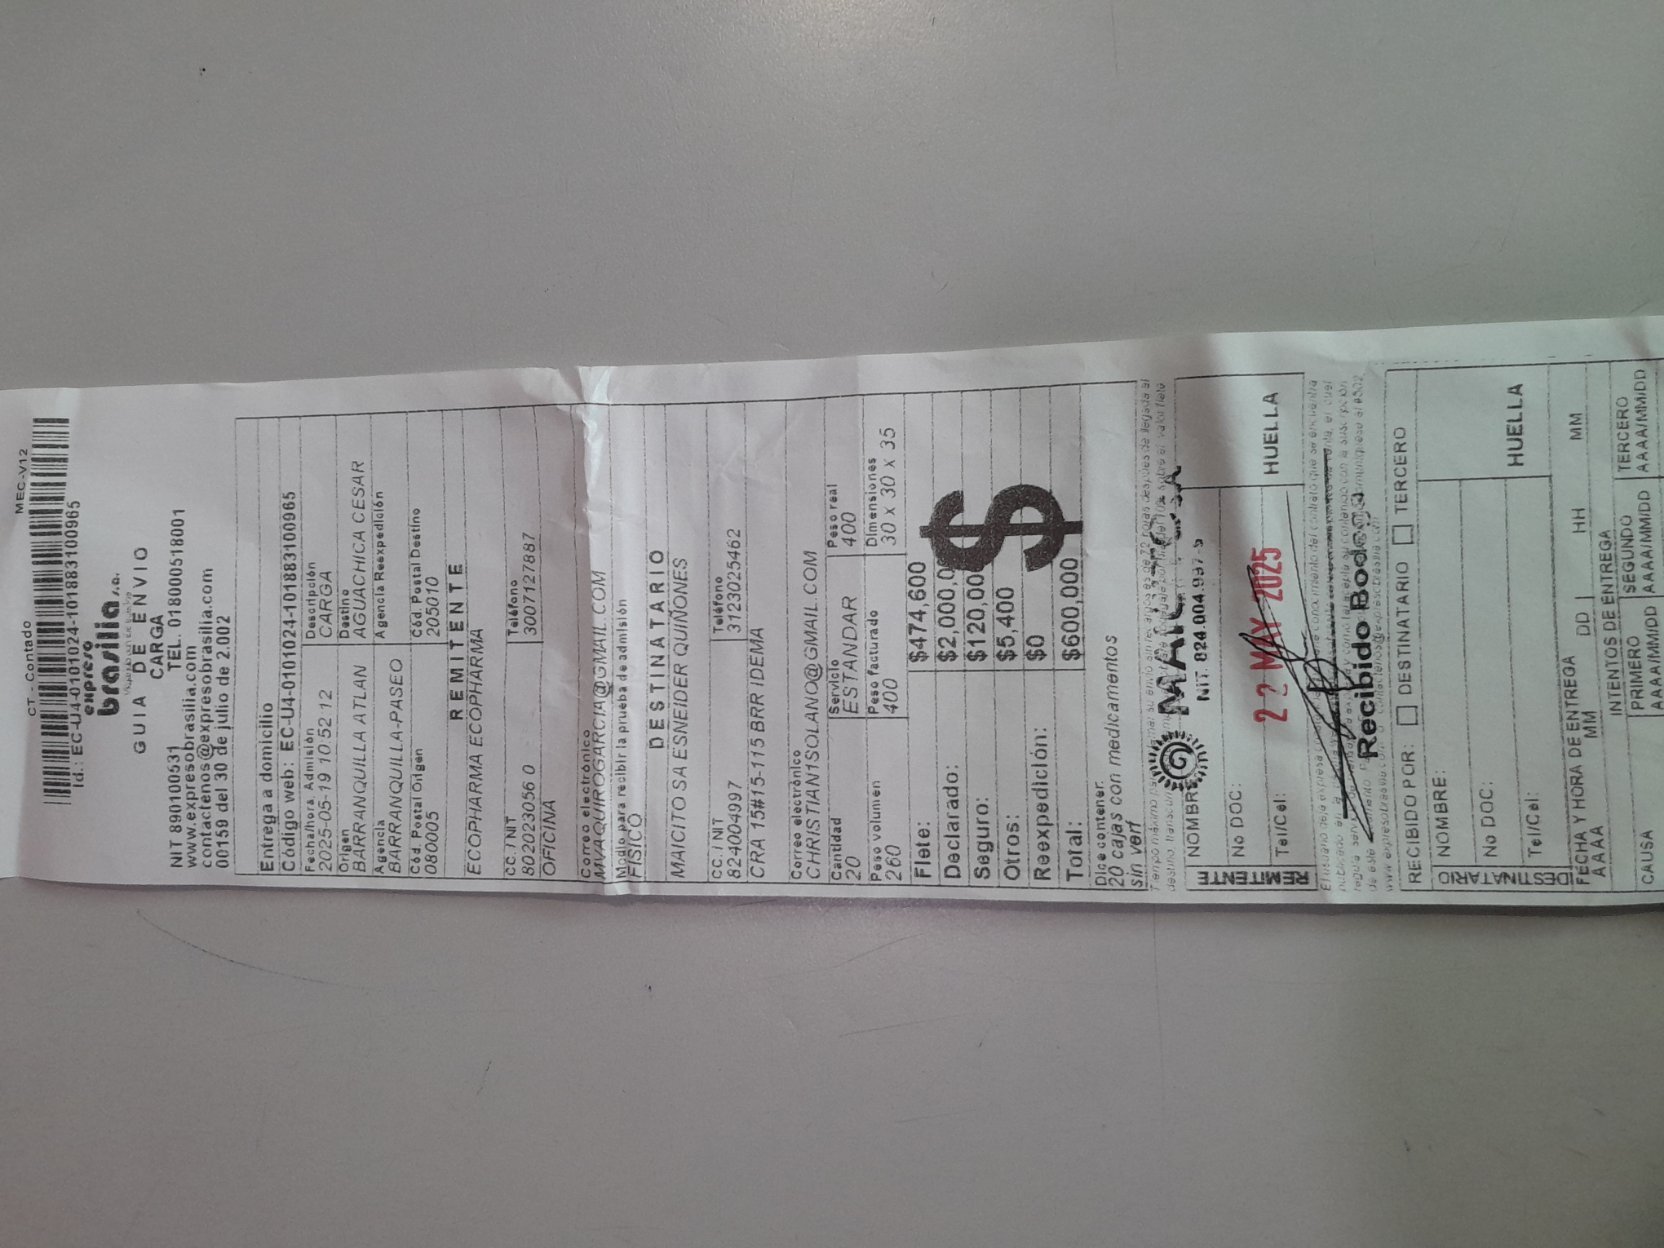 CT - Contado
MEC-V12
Id.: EC-U4-0101024-1018831009​65
expreso
brasilia s.a.
GUIA DE ENVIO
CARGA
NIT 890100531 TEL. 018000518001
www.expresobrasilia.com
contactenos@expresobrasilia.com
00159 del 30 de julio de 2.002
Entrega a domicilio
Código web: EC-U4-0101024-101883100965
Fecha/hora Admisión Descripción
2025-05-19 10 52 12 CARGA
Origen Destino
BARRANQUILLA ATLAN AGUACHICA CESAR
Agencia Agencia Reexpedición
BARRANQUILLA-PASEO
Cód. Postal Origen Cód. Postal Destino
080005 205010
REMITENTE
ECOPHARMA ECOPHARMA
CC. / NIT Teléfono
802023056 0 3007127887
OFICINA
Correo electrónico
MVAQUIROGARCIA@GMAIL.COM
Medio para recibir la prueba de admisión
FISICO
DESTINATARIO
MAICITO SA ESNEIDER QUIÑONES
CC. / NIT Teléfono
824004997 3123025462
CRA 15#15-115 BRR IDEMA
Correo electrónico
CHRISTIAN1SOLANO@GMAIL.COM
Cantidad Servicio Peso real
20 ESTANDAR 400
Peso volumen Peso facturado Dimensiones
260 400 30 x 30 x 35
Flete: $474,600
Declarado: $2,000,0
Seguro: $120,00
Otros: $5,400
Reexpedición: $0
Total: $600,000
$
$
$
Dice contener:
20 cajas con medicamentos
sin verf
NIT. 824.004.997-
REMITENTE
NOMBRE
No DOC:
Tel/Cel:
HUELLA
22 MAY 2025
Recibido Bodega
RECIBIDO POR: DESTINATARIO TERCERO
DESTINATARIO
NOMBRE:
No DOC:
Tel/Cel:
HUELLA
FECHA Y HORA DE ENTREGA
AAAA MM DD HH MM
INTENTOS DE ENTREGA
PRIMERO SEGUNDO TERCERO
CAUSA AAAA/MM/DD AAAA/MM/DD AAAA/MM/DD